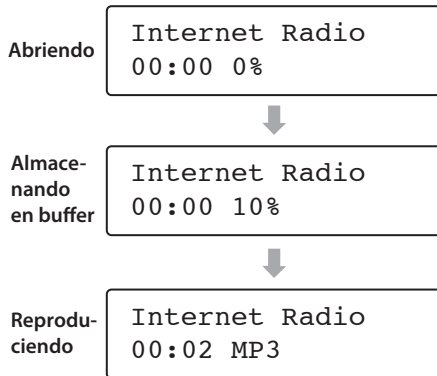 Abriendo
Internet Radio
00:00 0%
Almace-
nando
en buffer
Internet Radio
00:00 10%
Reprodu-
ciendo
Internet Radio
00:02 MP3